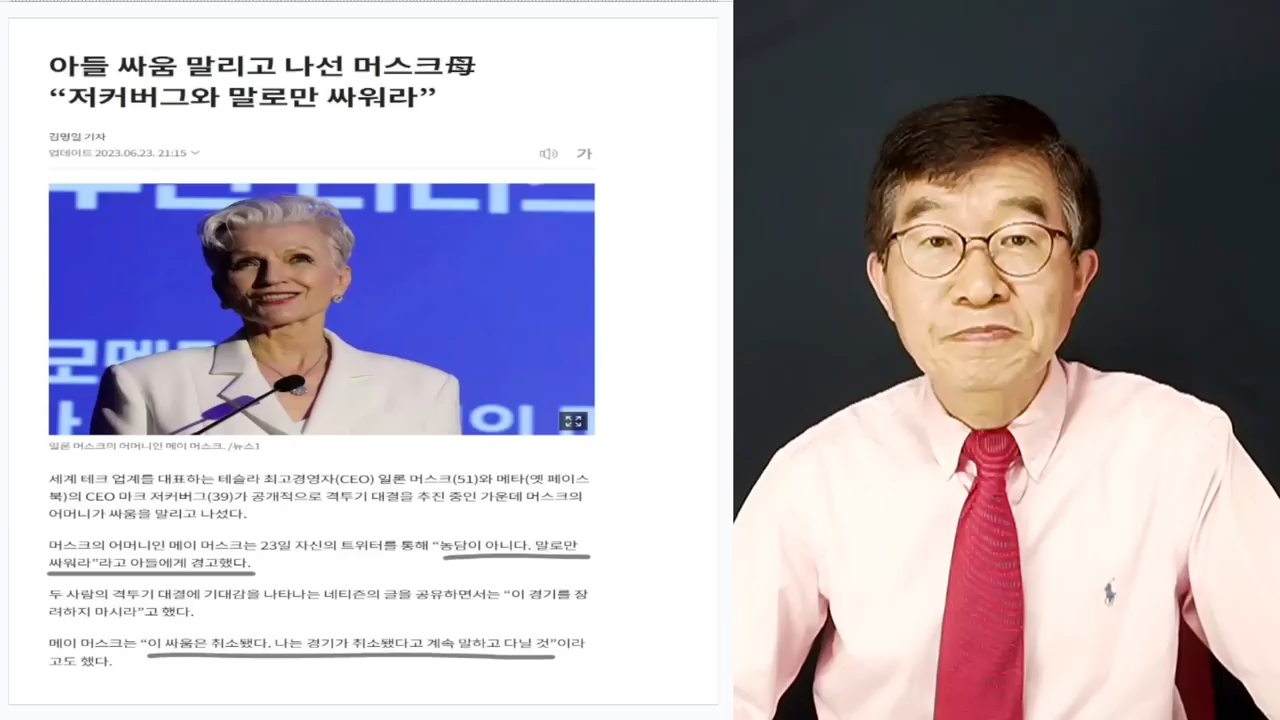 아들 싸움 말리고 나선 머스크母
“저커버그와 말로만 싸워라”
김명일 기자
업데이트 2023.06.23. 21:15
가
일론 머스크의 어머니인 메이 머스크. /뉴스1
세계 테크 업계를 대표하는 테슬라 최고경영자(CEO) 일론 머스크(51)와 메타(옛 페이스
북)의 CEO 마크 저커버그(39)가 공개적으로 격투기 대결을 추진 중인 가운데 머스크의
어머니가 싸움을 말리고 나섰다.
머스크의 어머니인 메이 머스크는 23일 자신의 트위터를 통해 “농담이 아니다. 말로만
싸워라”라고 아들에게 경고했다.
두 사람의 격투기 대결에 기대감을 나타나는 네티즌의 글을 공유하면서는 “이 경기를 장
려하지 마시라”고 했다.
메이 머스크는 “이 싸움은 취소됐다. 나는 경기가 취소됐다고 계속 말하고 다닐 것”이라
고도 했다.